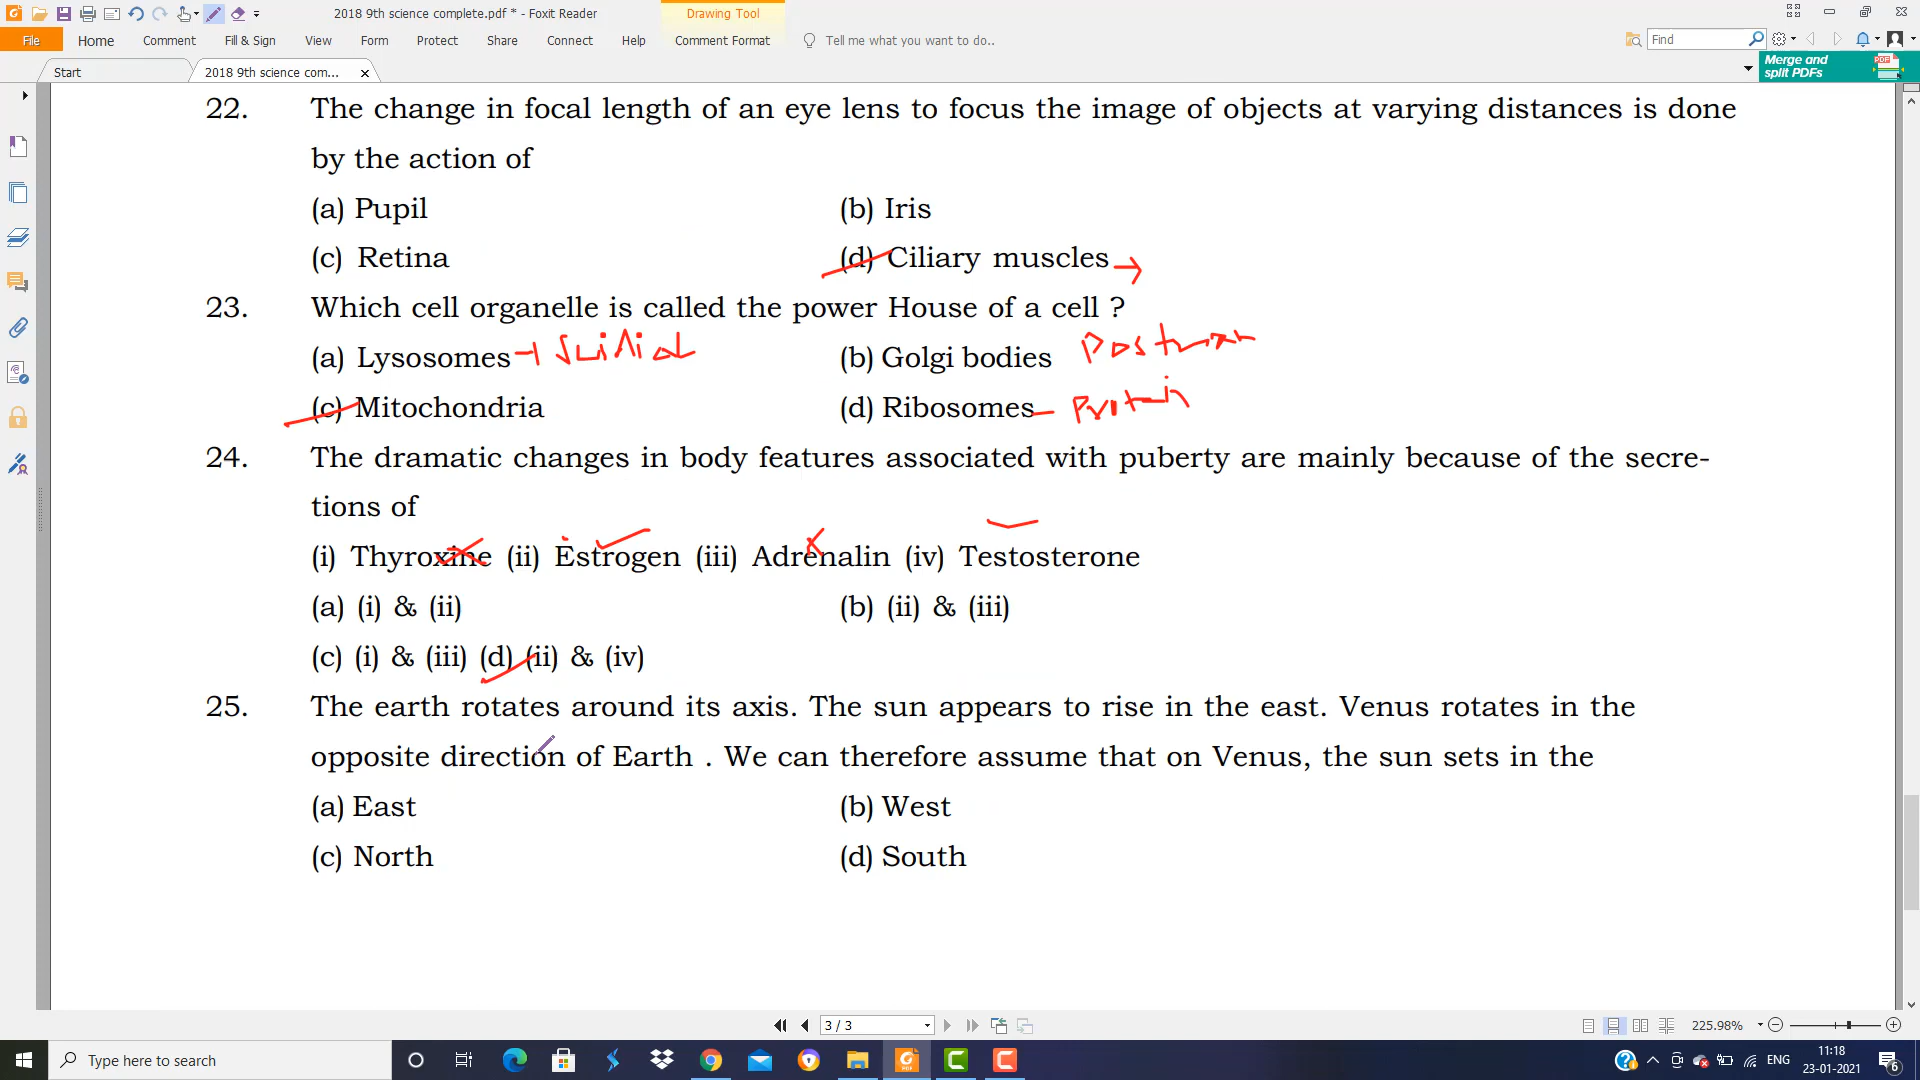 2018 9th science complete.pdf * - Foxit Reader
Drawing Tool
File Home Comment Fill & Sign View Form Protect Share Connect Help Comment Format Tell me what you want to do.. Find
Start 2018 9th science com... Merge and split PDFs
22. The change in focal length of an eye lens to focus the image of objects at varying distances is done
by the action of
(a) Pupil (b) Iris
(c) Retina (d) Ciliary muscles
23. Which cell organelle is called the power House of a cell ?
(a) Lysosomes (b) Golgi bodies Postman
(c) Mitochondria (d) Ribosomes - Protein
24. The dramatic changes in body features associated with puberty are mainly because of the secre-
tions of
(i) Thyroxine (ii) Estrogen (iii) Adrenalin (iv) Testosterone
(a) (i) & (ii) (b) (ii) & (iii)
(c) (i) & (iii) (d) (ii) & (iv)
25. The earth rotates around its axis. The sun appears to rise in the east. Venus rotates in the
opposite direction of Earth . We can therefore assume that on Venus, the sun sets in the
(a) East (b) West
(c) North (d) South
3 / 3 225.98%
Type here to search ENG 11:18
23-01-2021 6